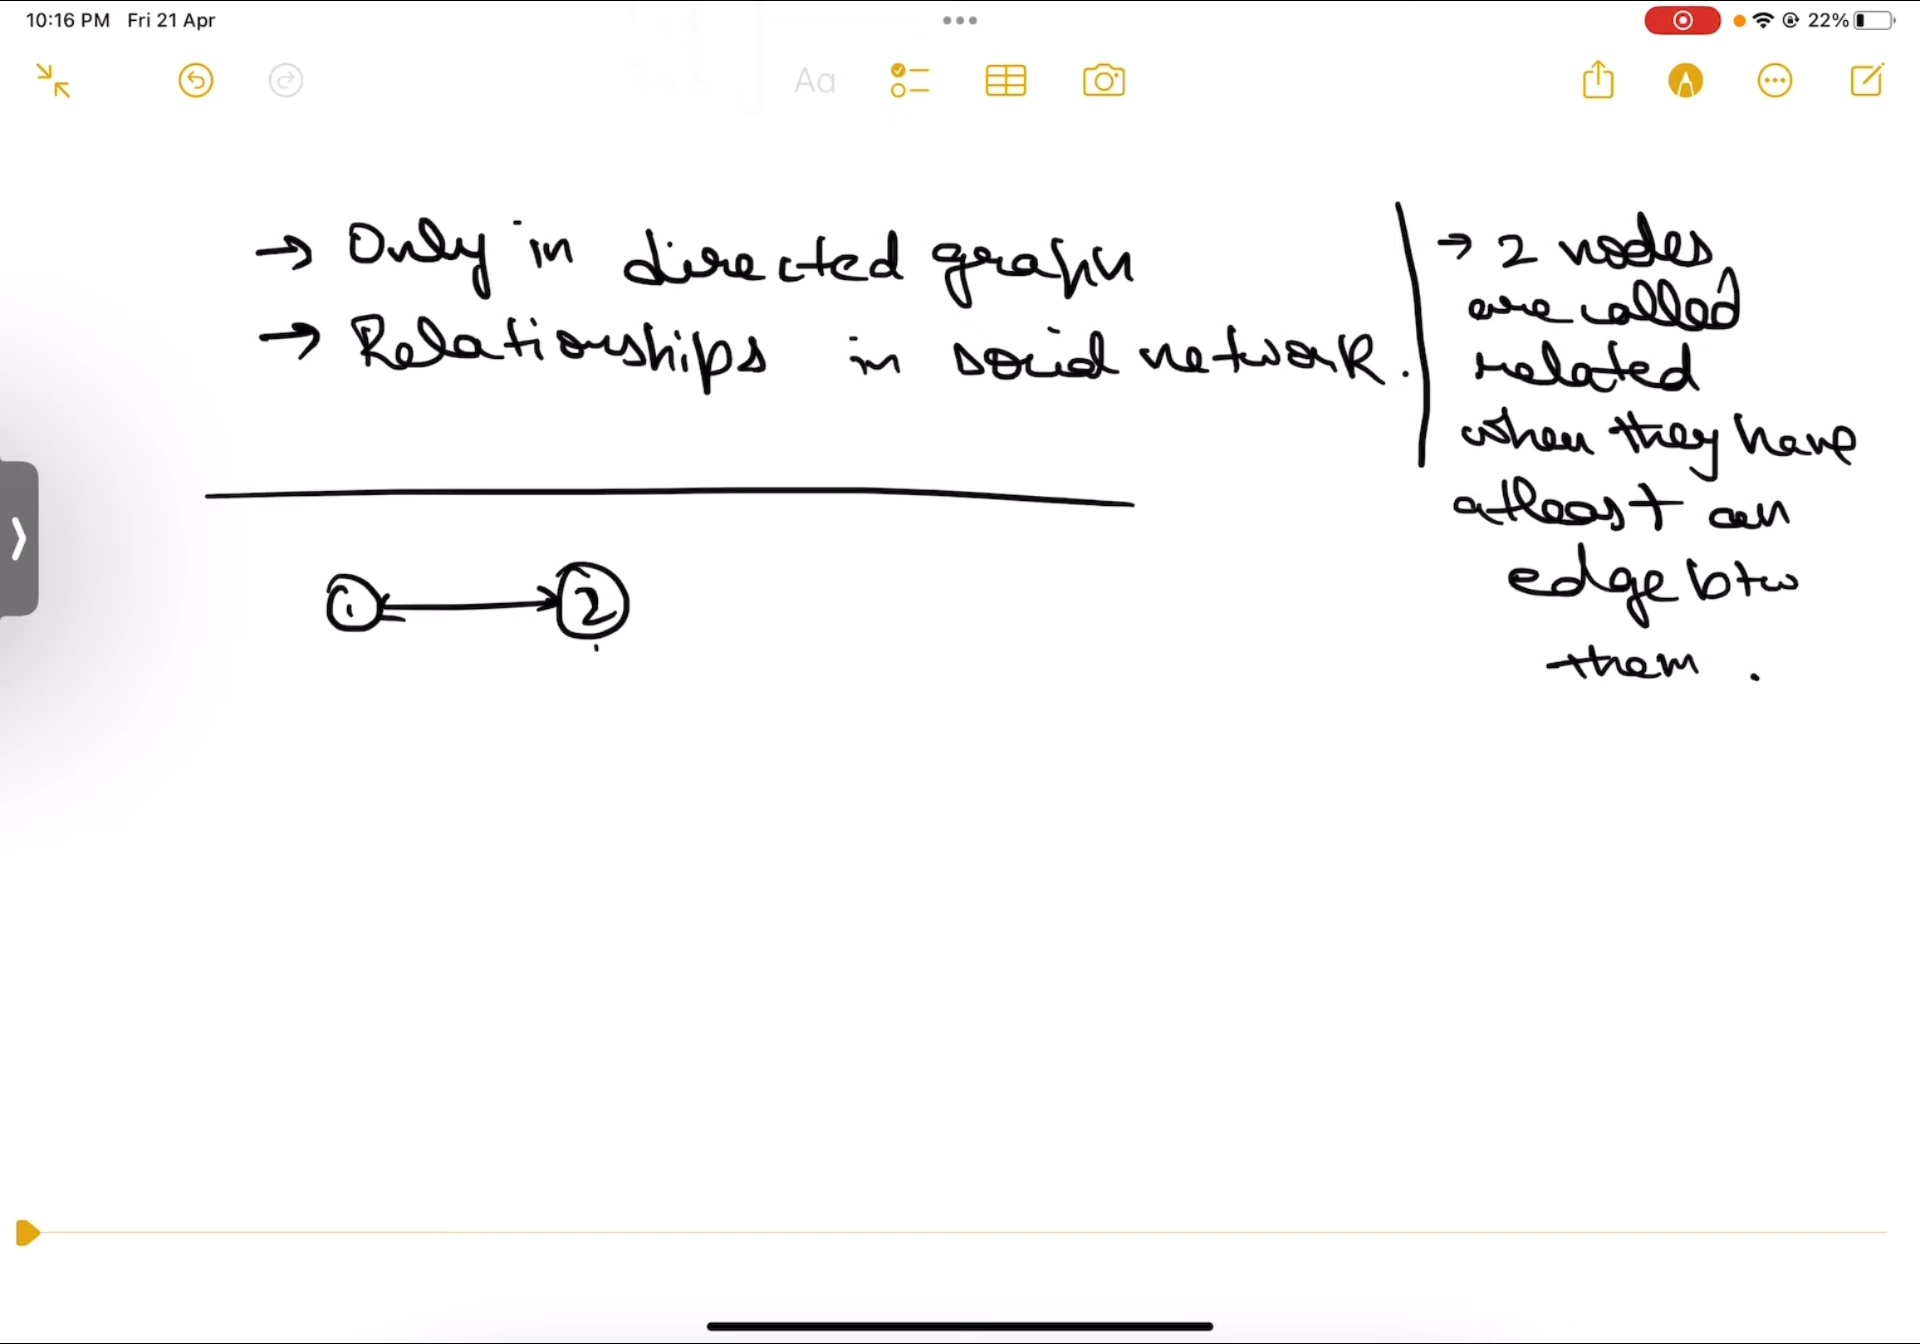 10:16 PM Fri 21 Apr
22%
Aa
→ Only in directed graph
→ Relationships in social network.
→ 2 nodes
are called
related
when they have
atleast an
edge btw
them.
1 2